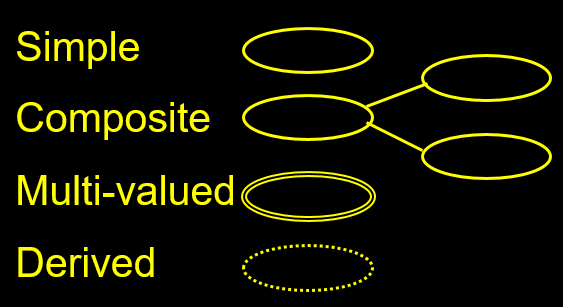 Simple
Composite
Multi-valued
Derived